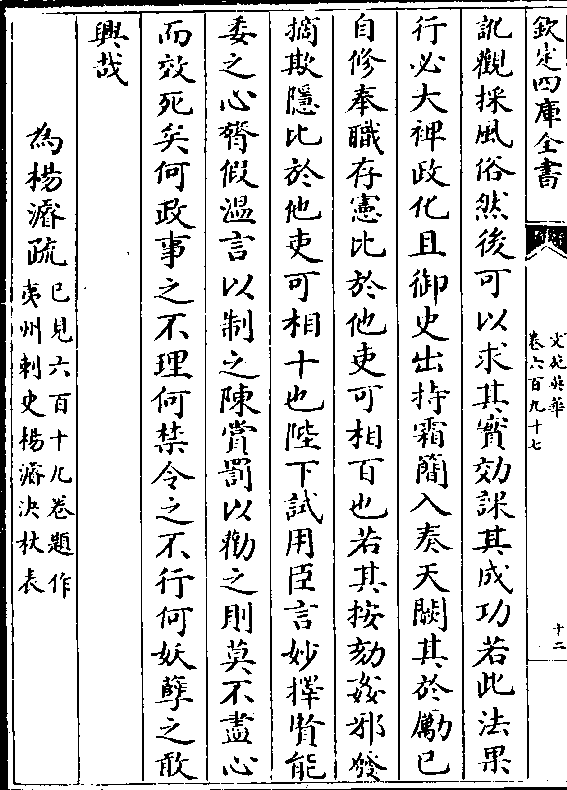 欽定四庫全書
文苑英華
卷六百九十七
十二
訛觀採風俗然後可以求其實効課其成功若此法果
行必大裨政化且御史出持霜簡入奏天闕其於勵已
自修奉職存憲比於他吏可相百也若其按劾姦邪發
摘欺隱比於他吏可相十也陛下試用臣言妙擇賢能
委之心膂假温言以制之陳賞罰以勸之則莫不盡心
而效死矣何政事之不理何禁令之不行何妖孽之敢
興哉
為楊濬疏
已見六百十九卷題作
夷州刺史楊濬決杖表